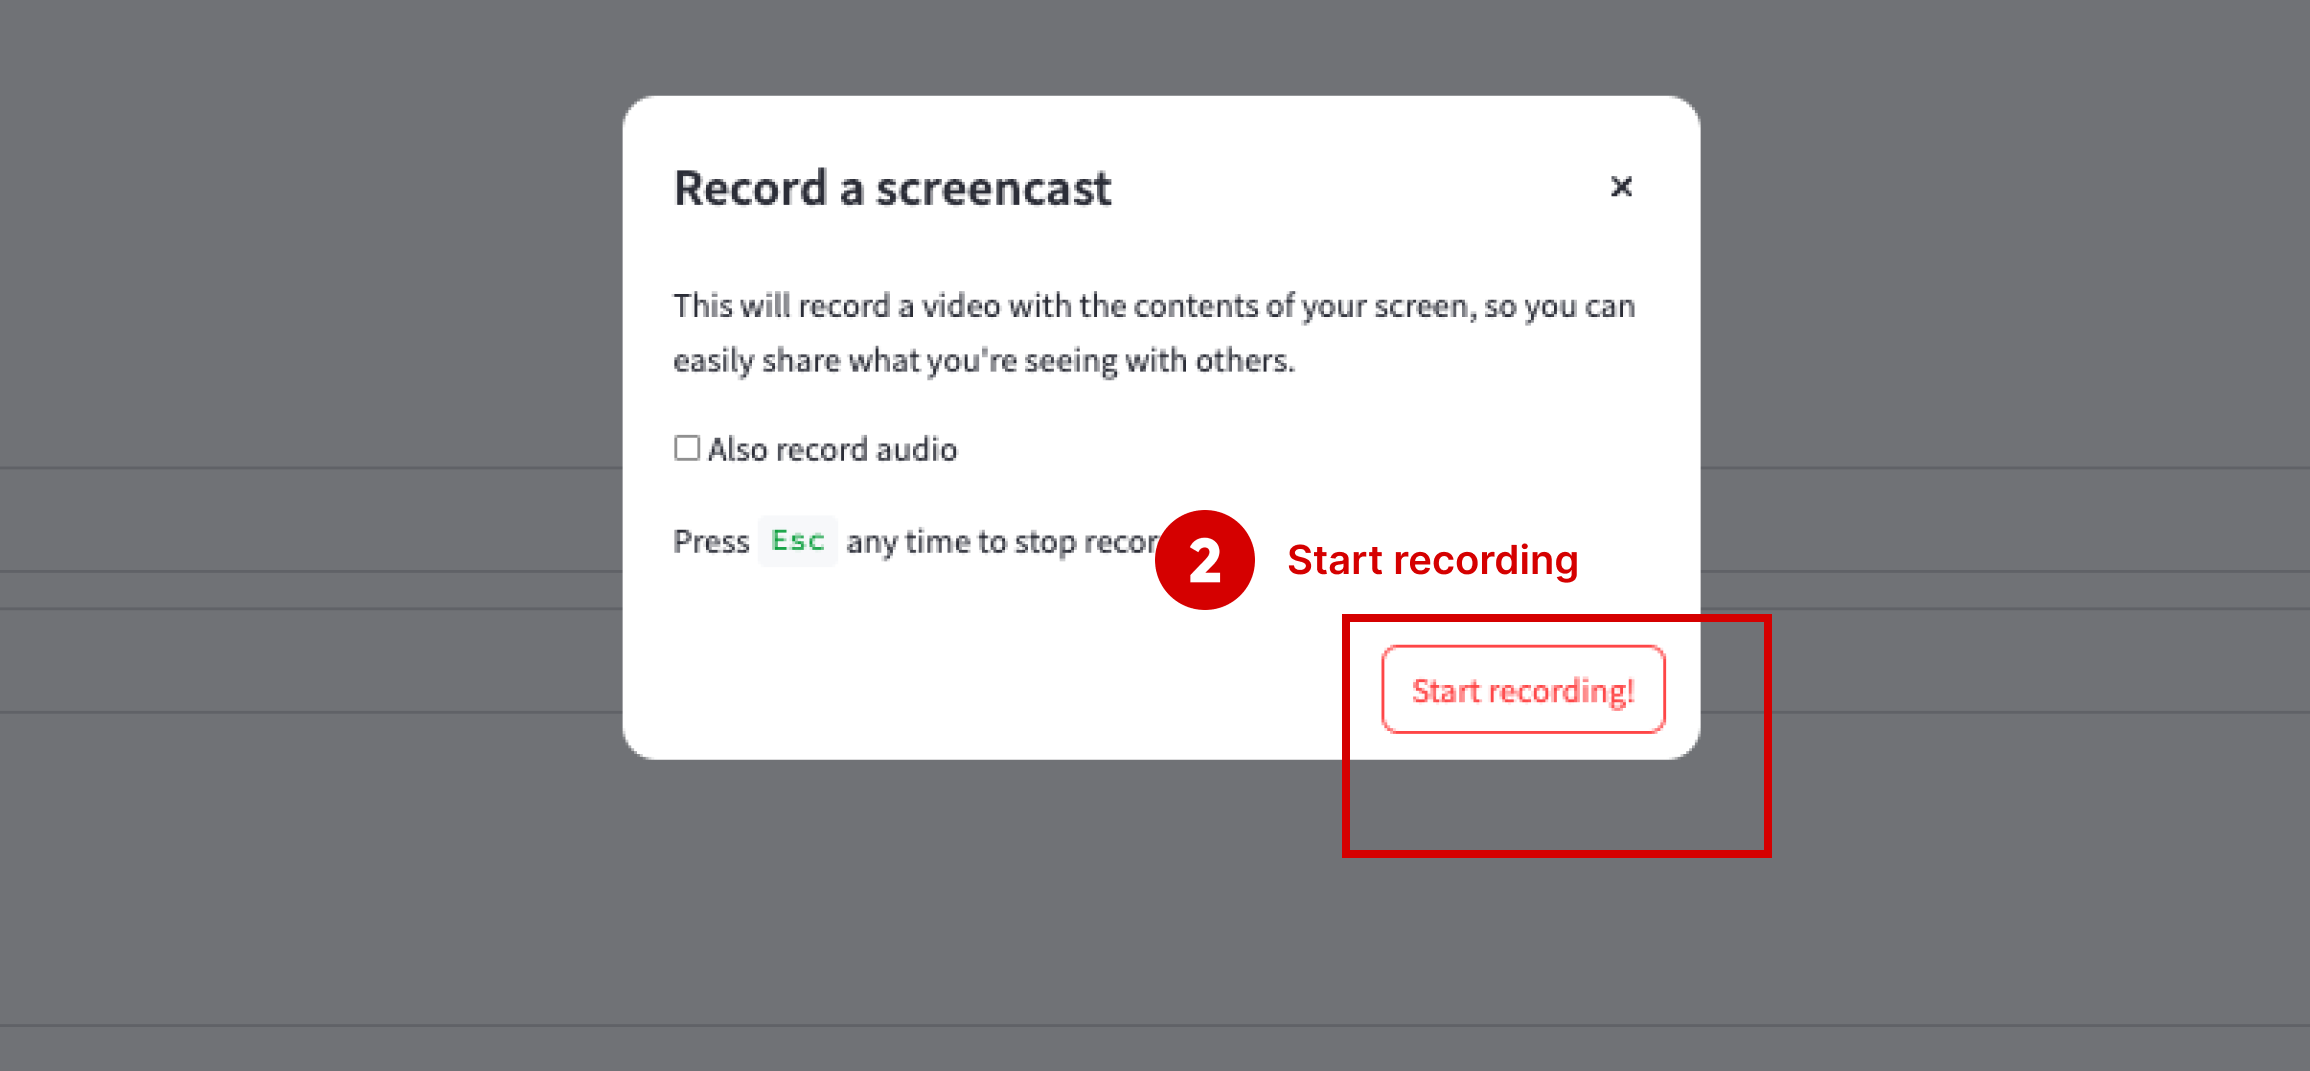 Record a screencast
×
This will record a video with the contents of your screen, so you can
easily share what you're seeing with others.
Also record audio
Press Esc any time to stop recor
2 Start recording
Start recording!